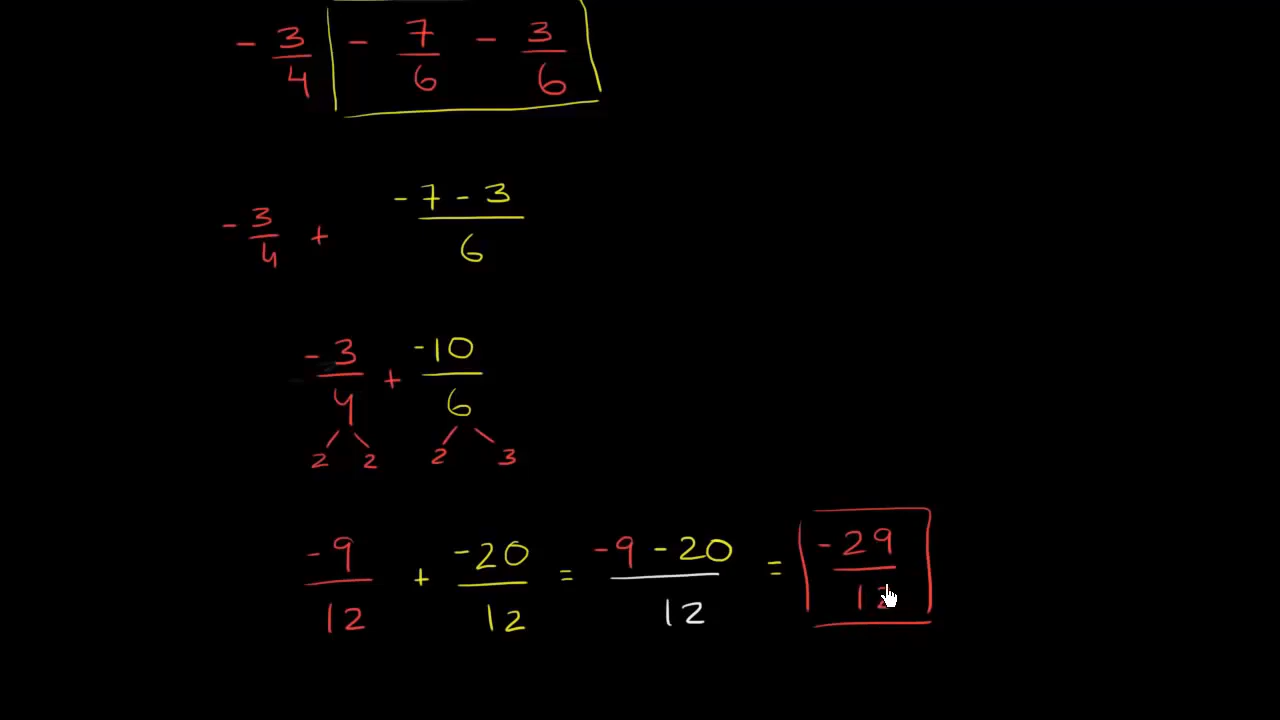 - 3/4 - 7/6 - 3/6
- 3/4 + -7-3/6
-3/4 + -10/6
2 2 2 3
-9/12 + -20/12 = -9-20/12 = -29/12